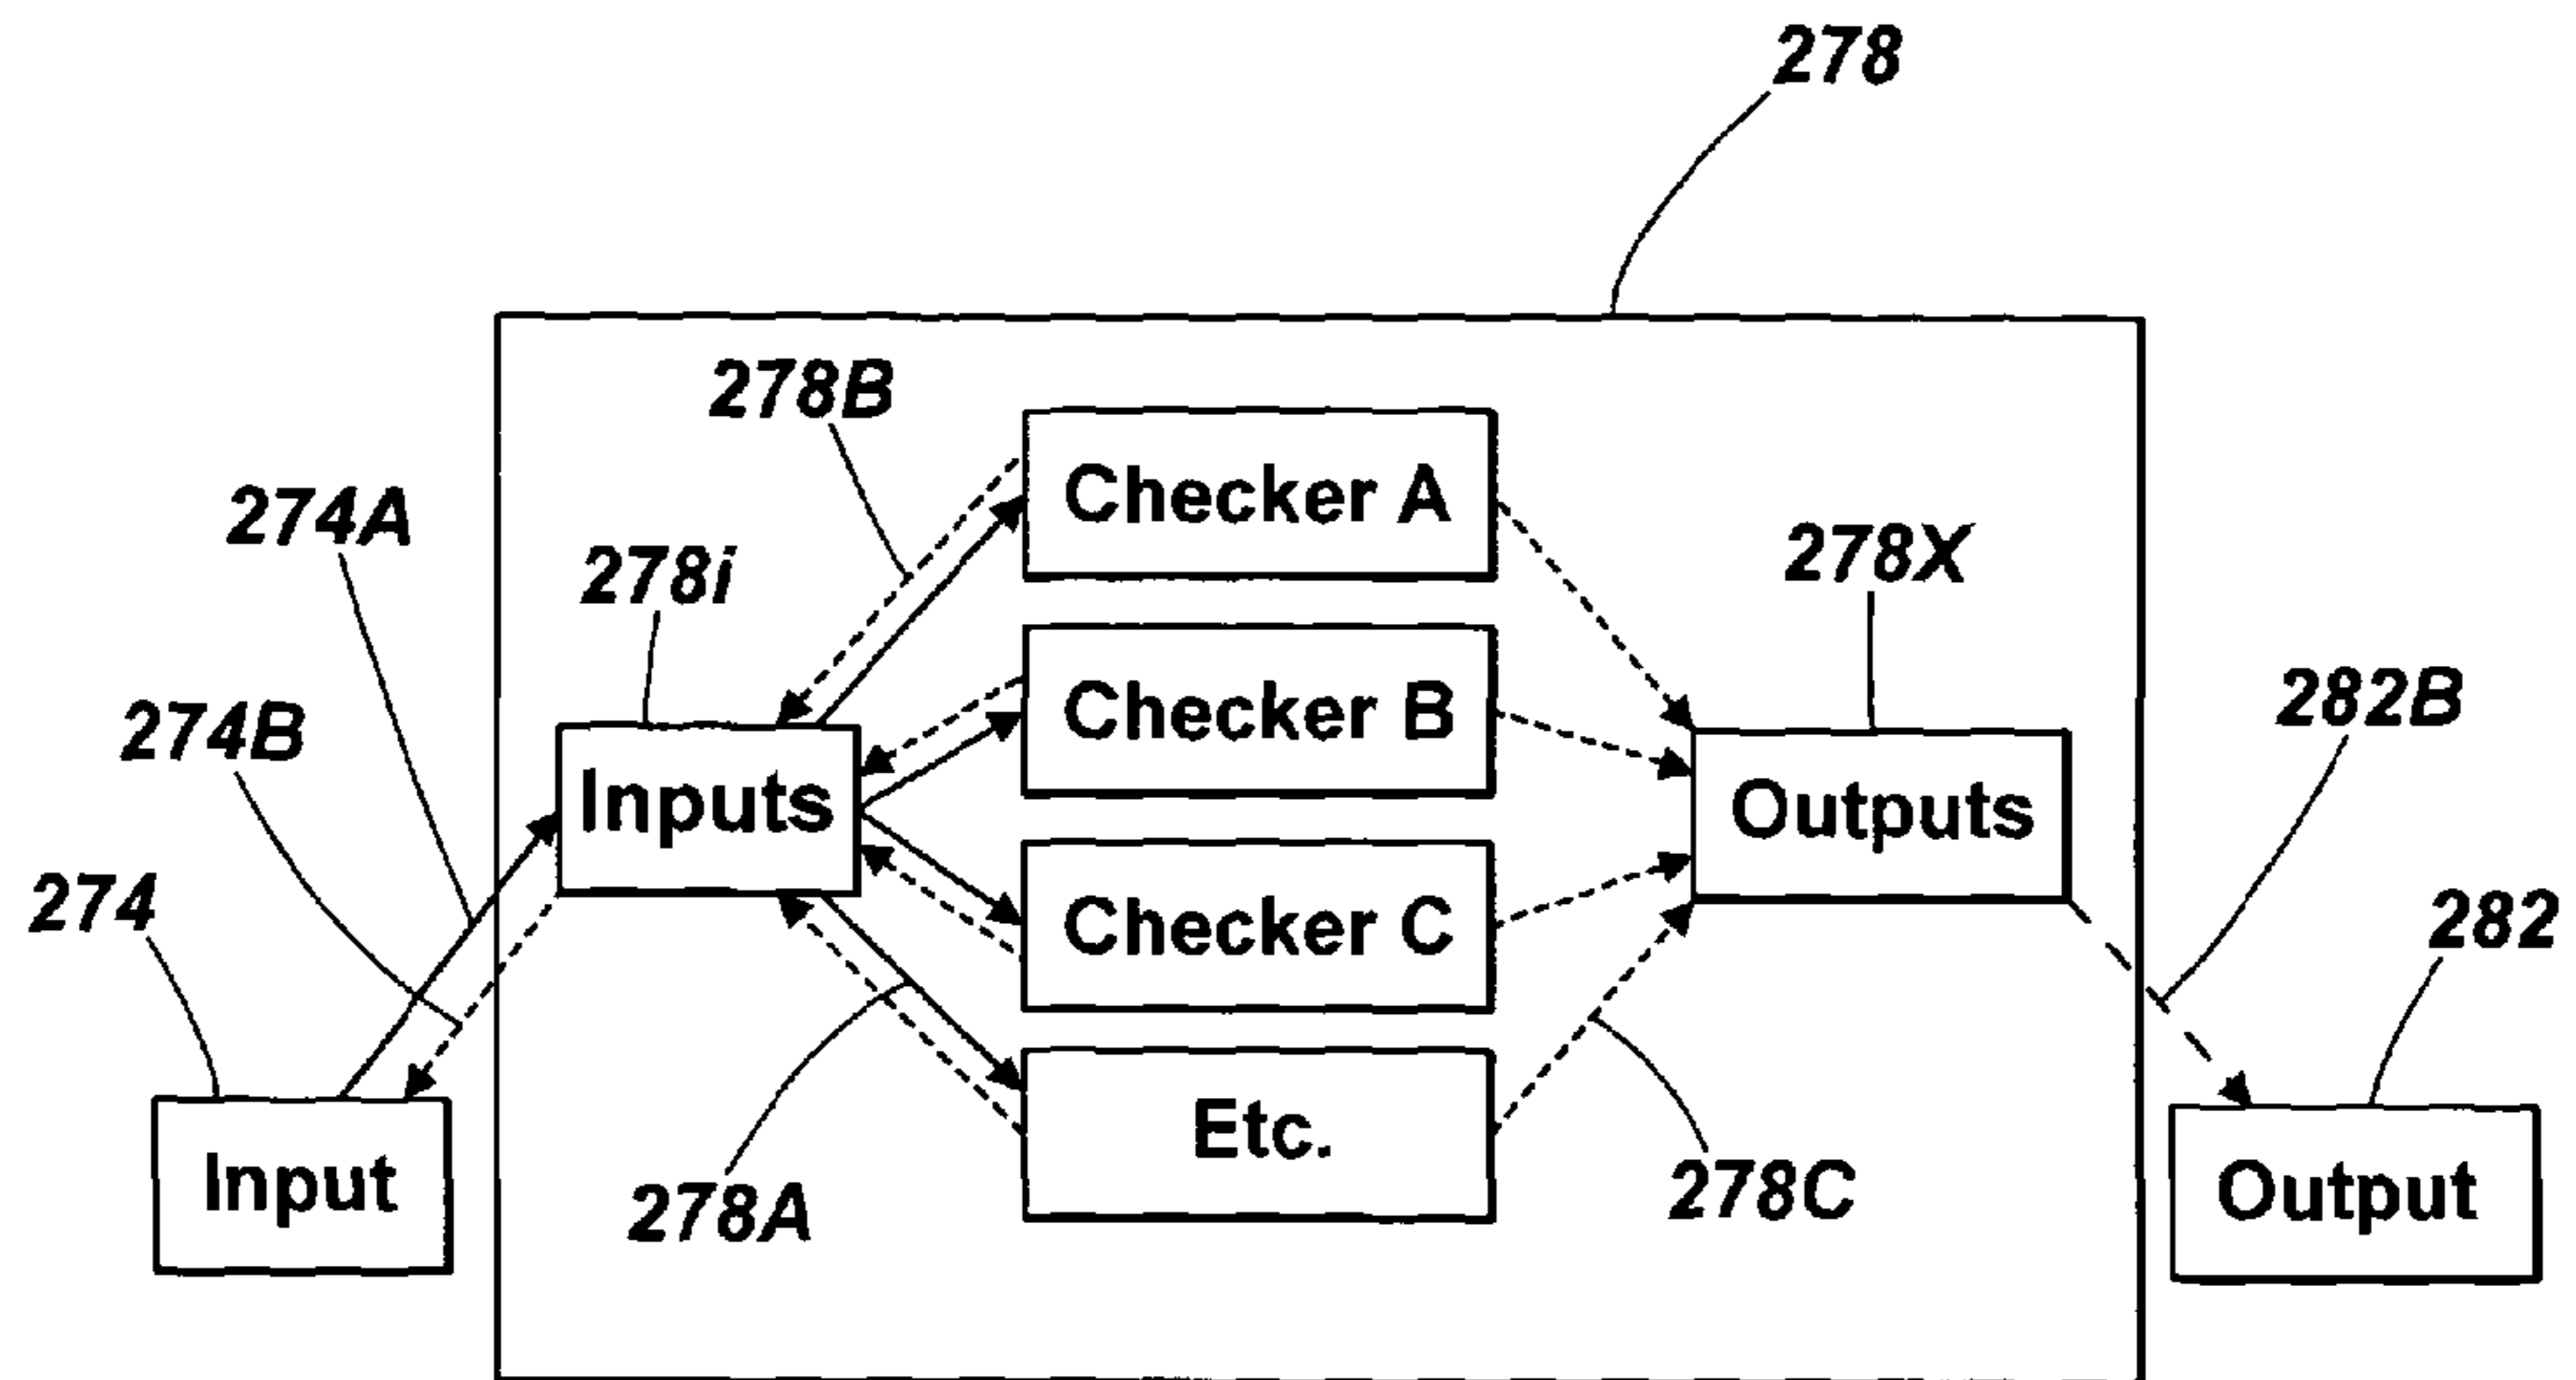 278
278B
Checker A
274A
278X
278i
Checker B
282B
274B
Inputs
Outputs
274
Checker C
282
Etc.
Input
278A
278C
Output